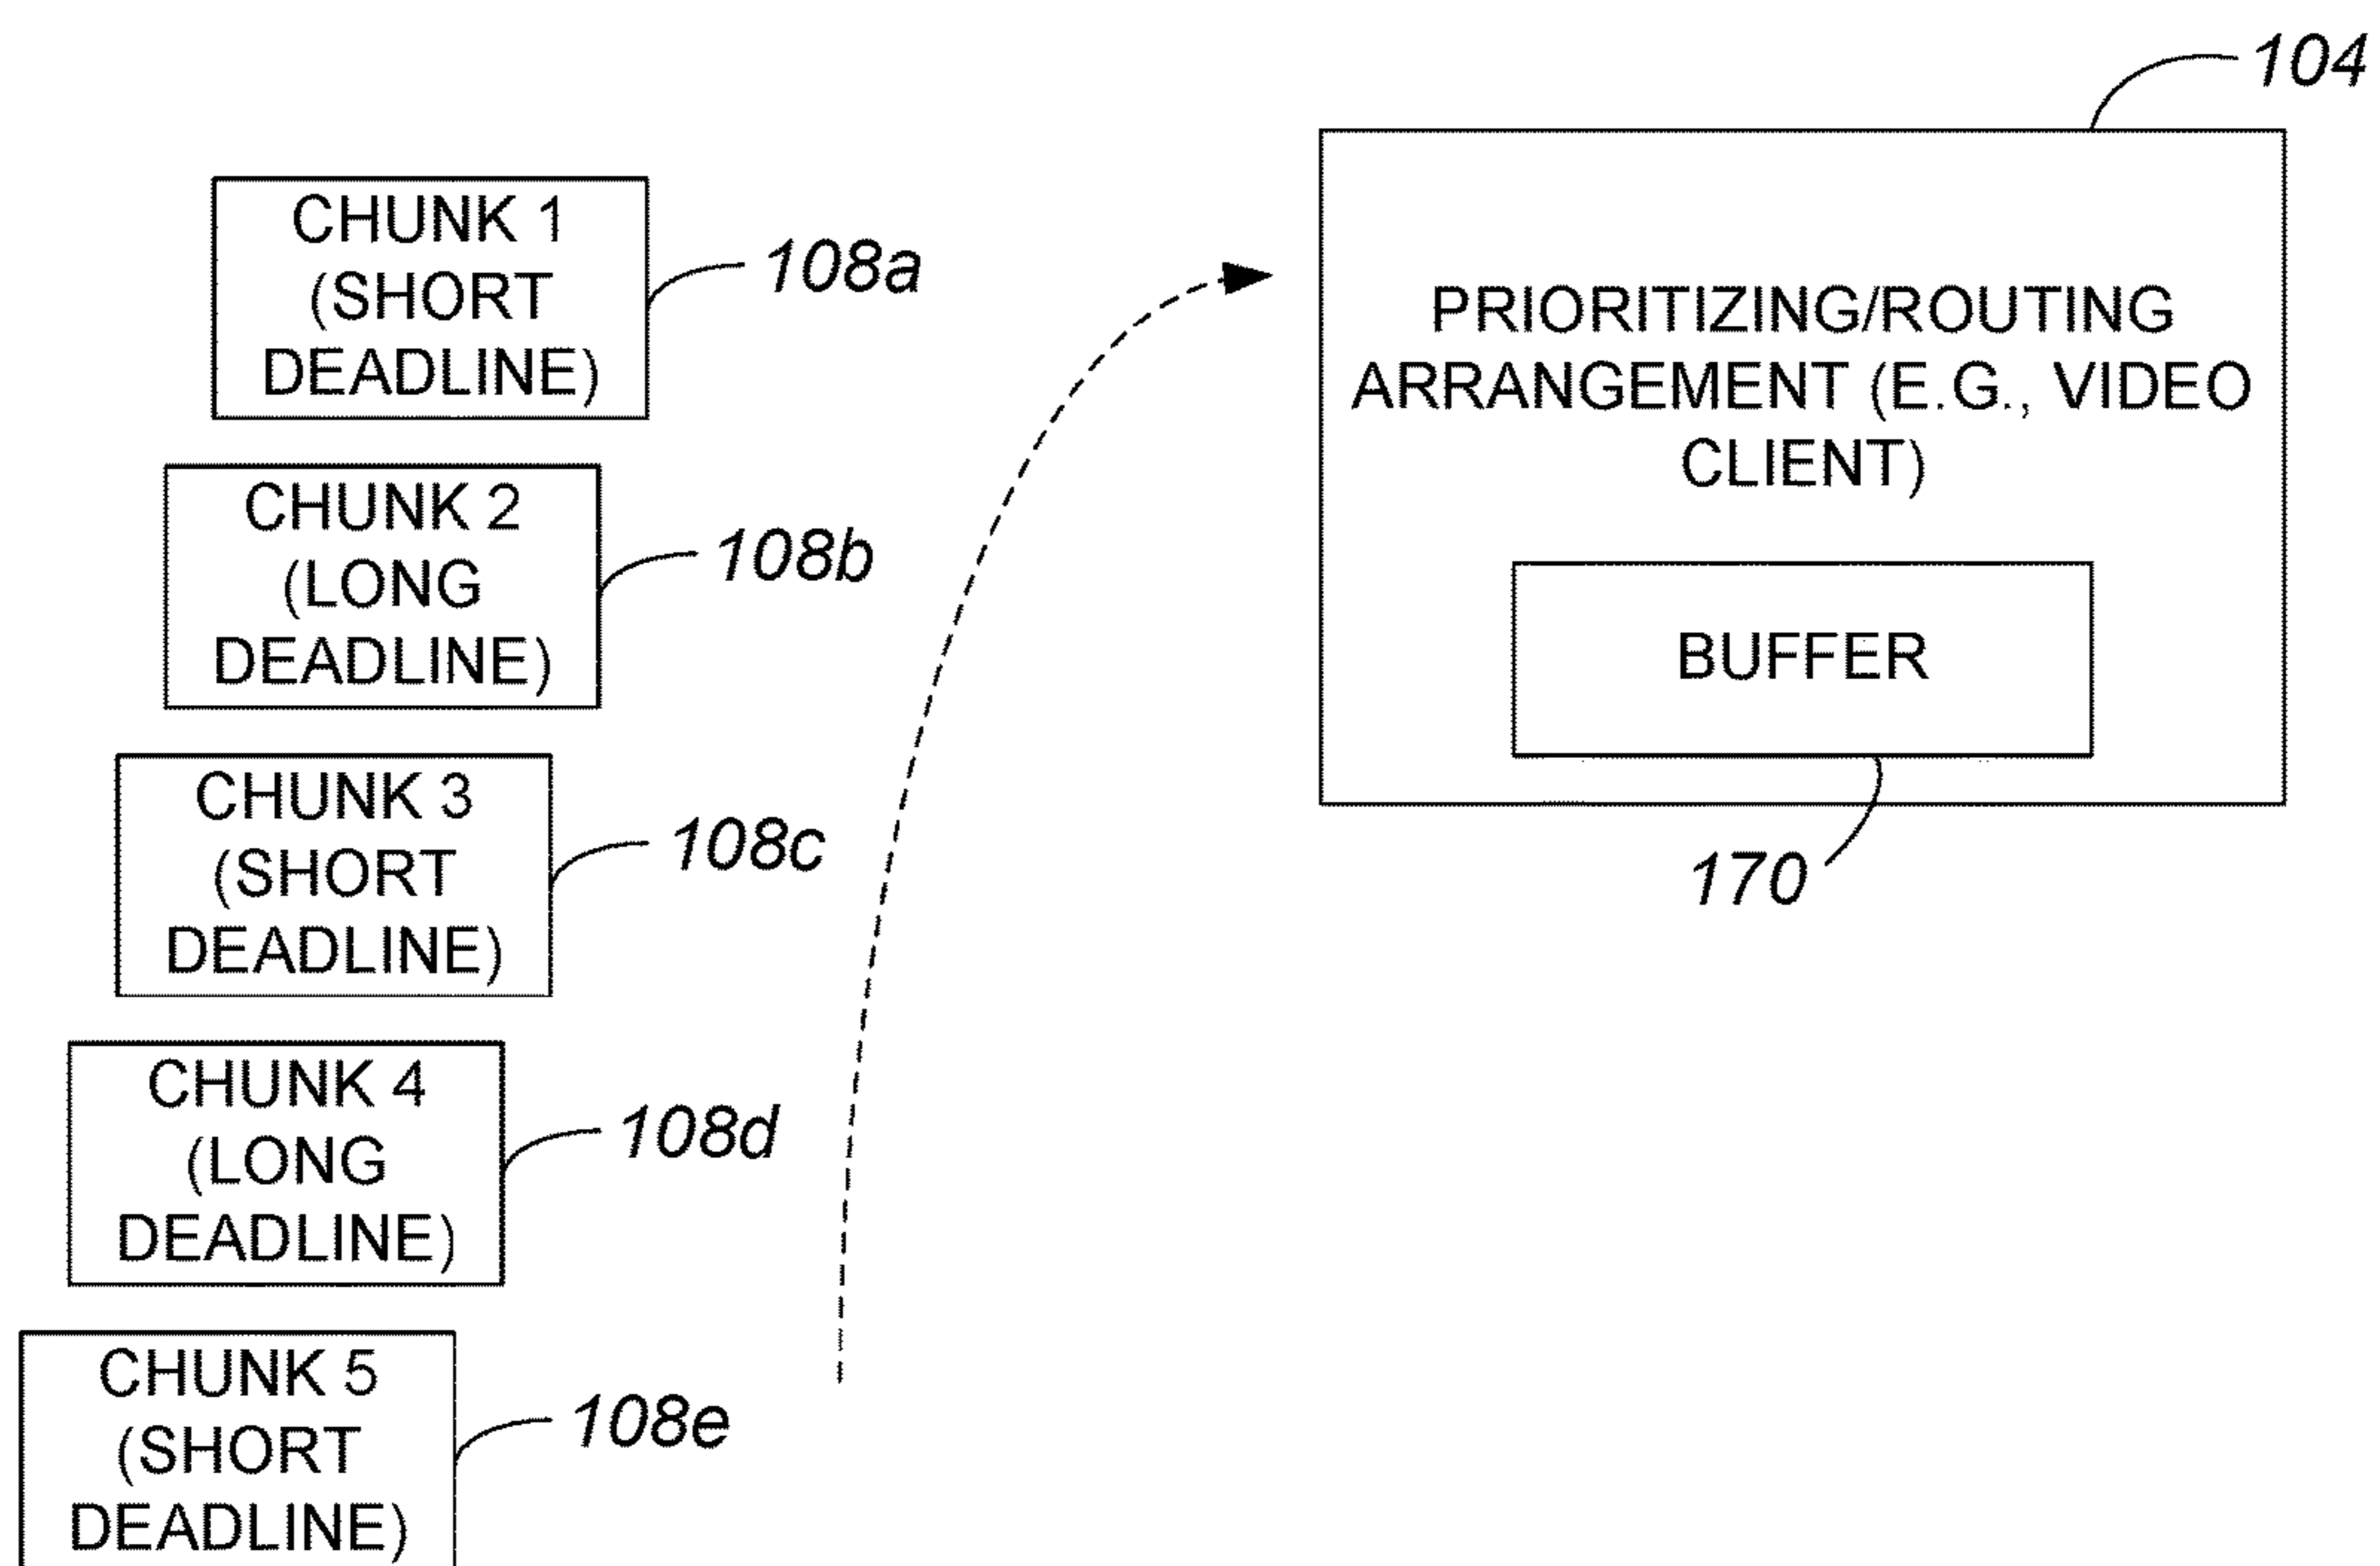 104
CHUNK 1
(SHORT
DEADLINE)
108a
PRIORITIZING/ROUTING
ARRANGEMENT (E.G., VIDEO
CLIENT)
CHUNK 2
(LONG
DEADLINE)
108b
BUFFER
170
CHUNK 3
(SHORT
DEADLINE)
108c
CHUNK 4
(LONG
DEADLINE)
108d
CHUNK 5
(SHORT
DEADLINE)
108e